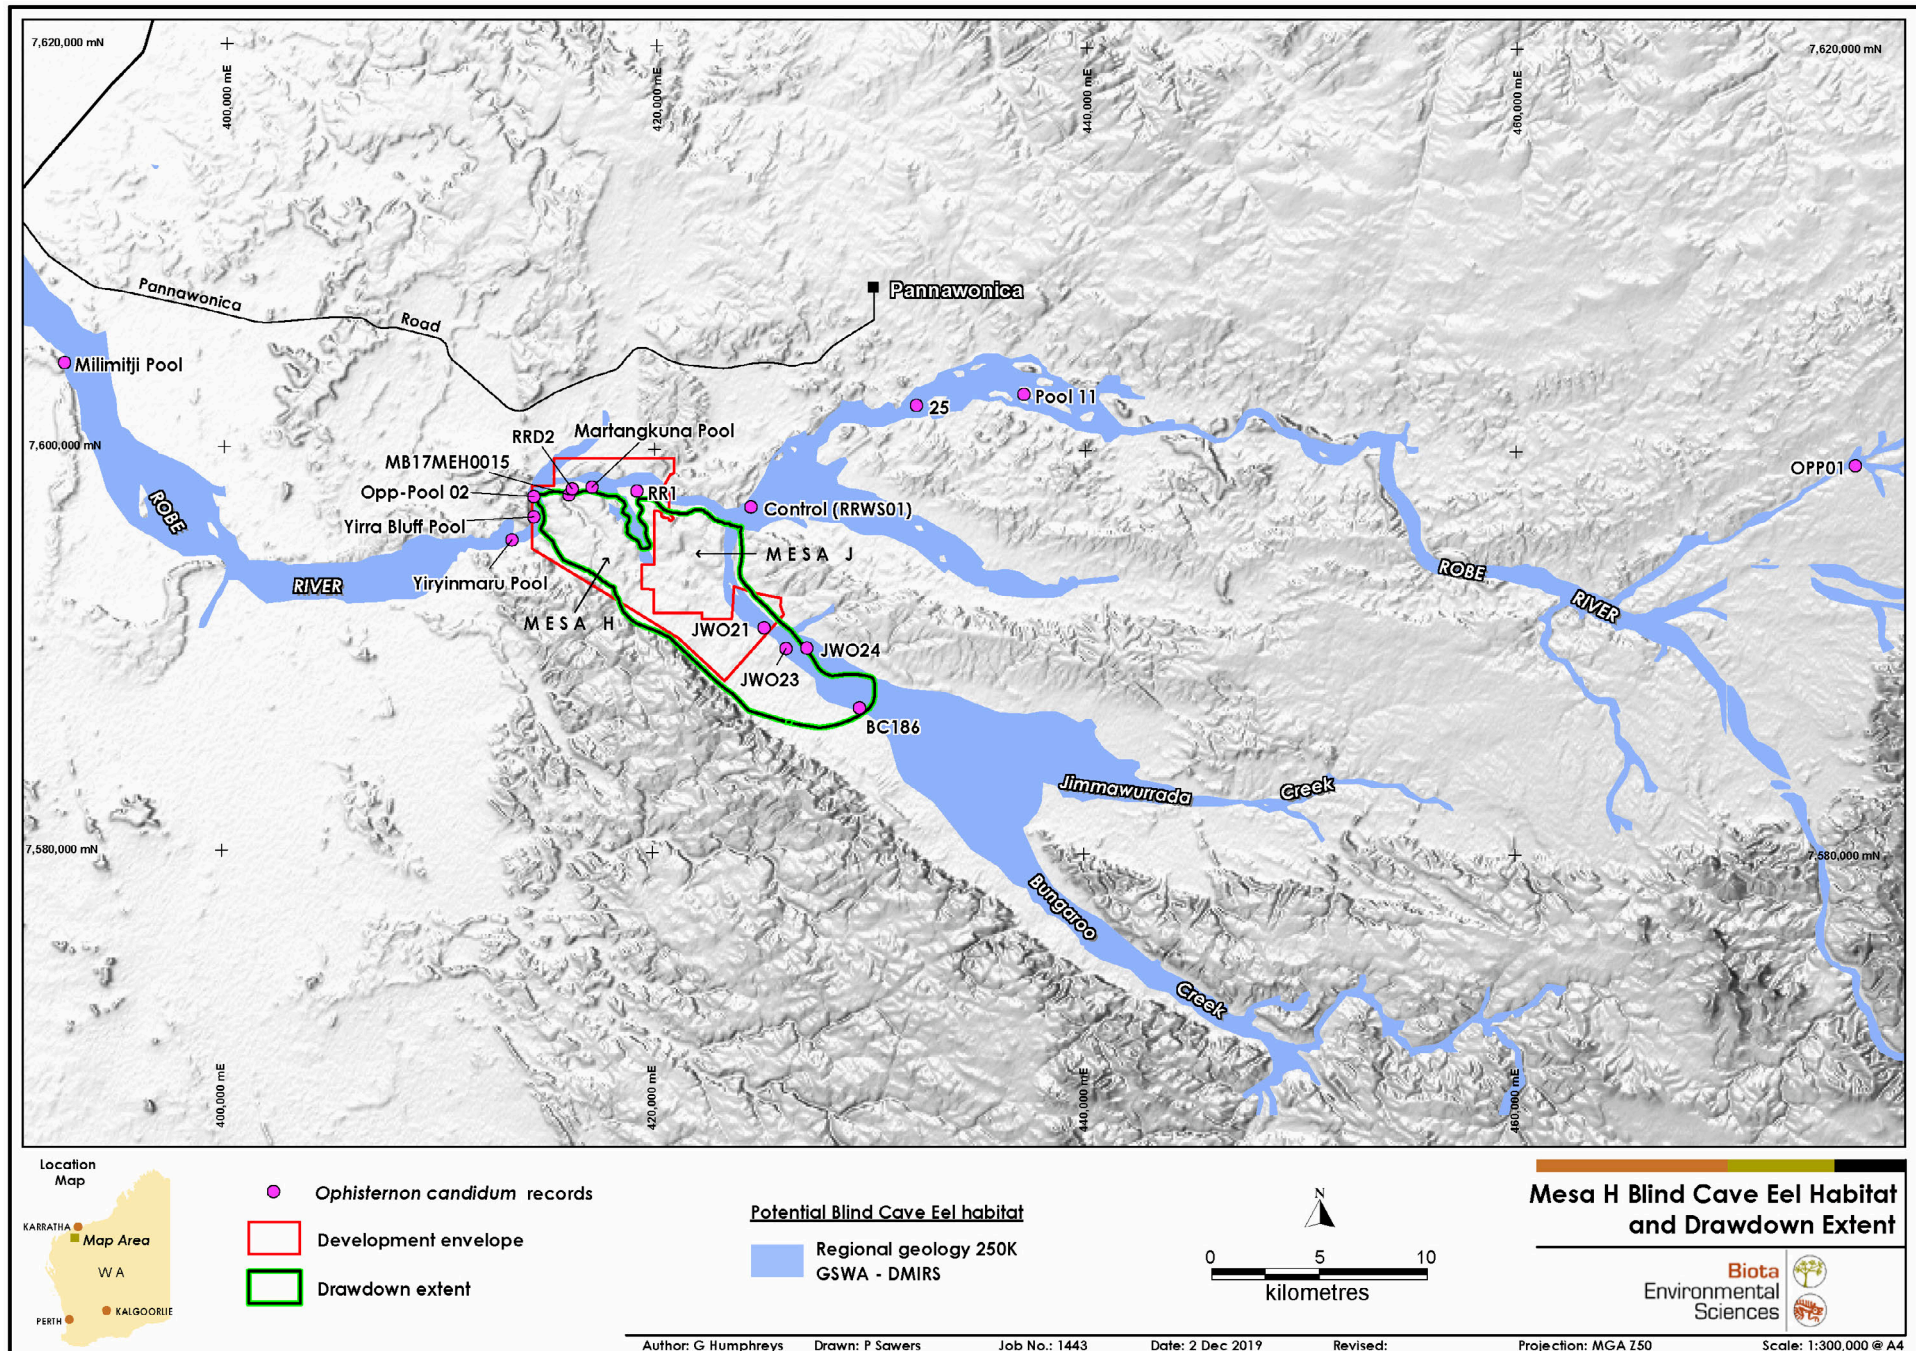 7,620,000 mN
7,620,000 mN
400,000 mE
420,000 mE
440,000 mE
460,000 mE
Pannawonica
Road
Pannawonica
Milimitji Pool
Pool 11
25
Martangkuna Pool
RRD2
7,600,000 mN
MB17MEH0015
OPP01
Opp-Pool 02
RR1
ROBE
Control (RRWS01)
Yirra Bluff Pool
MESA J
ROBE
RIVER
Yiryinmaru Pool
RIVER
MESA H
JWO21
JWO24
JWO23
BC186
Jimmawurrada
Creek
7,580,000 mN
7,580,000 mN
Bungaroo
Creek
400,000 mE
420,000 mE
440,000 mE
460,000 mE
Location
Map
KARRATHA
Map Area
WA
KALGOORLIE
PERTH
Ophisternon candidum records
Development envelope
Drawdown extent
Potential Blind Cave Eel habitat
Regional geology 250K
GSWA - DMIRS
N
0 5 10
kilometres
Mesa H Blind Cave Eel Habitat
and Drawdown Extent
Biota
Environmental
Sciences
Author: G Humphreys Drawn: P Sawers Job No.: 1443 Date: 2 Dec 2019 Revised: Projection: MGA Z50 Scale: 1:300,000 @ A4